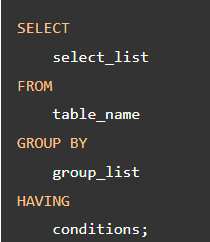 SELECT
    select_list
FROM
    table_name
GROUP BY
    group_list
HAVING
    conditions;